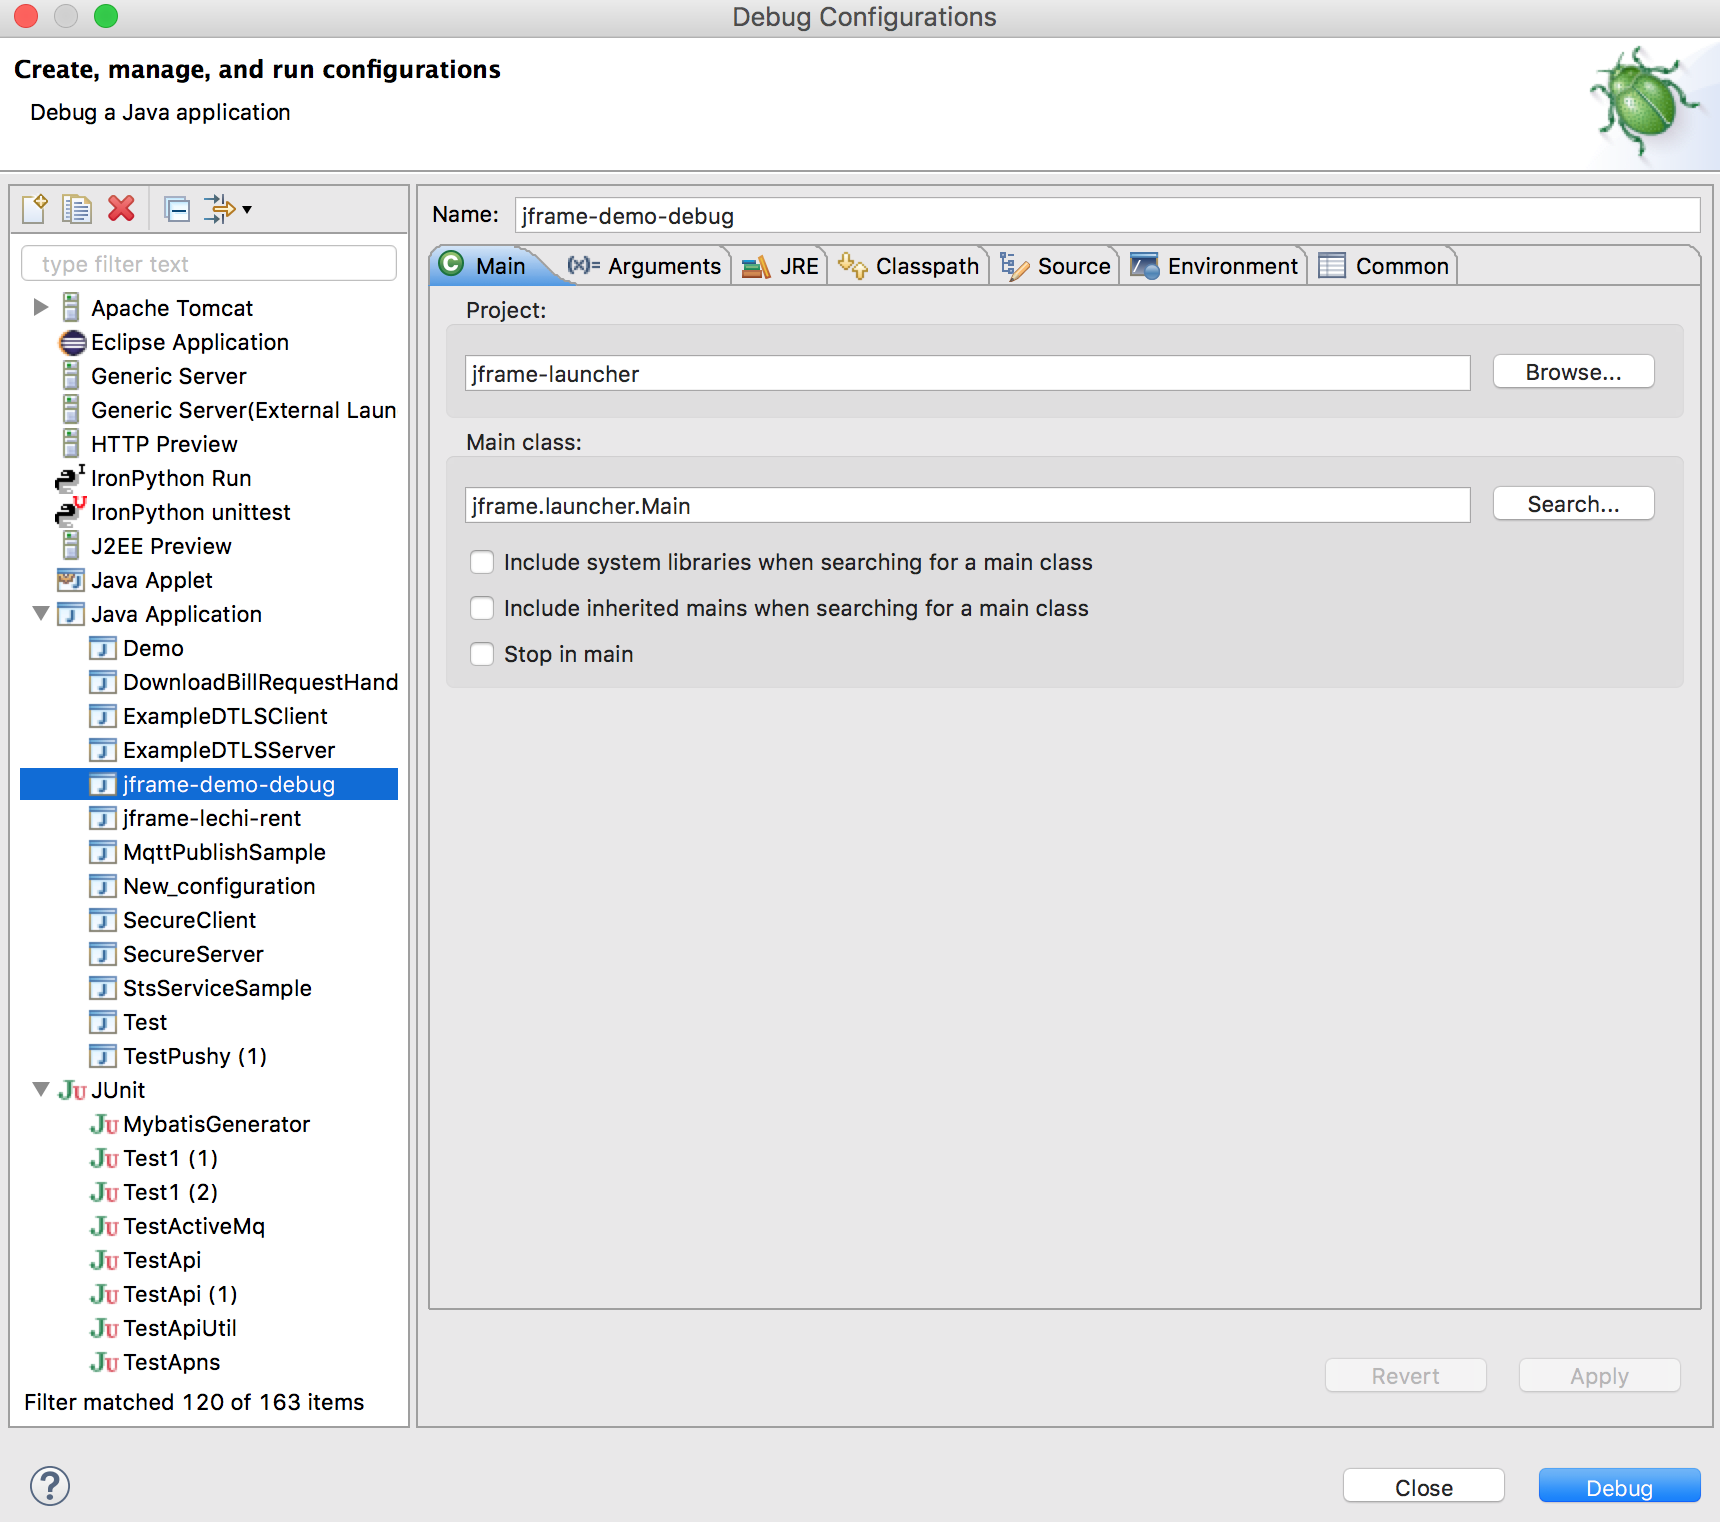 Debug Configurations
Create, manage, and run configurations
Debug a Java application
type filter text
Apache Tomcat
Eclipse Application
Generic Server
Generic Server(External Laun
HTTP Preview
IronPython Run
IronPython unittest
J2EE Preview
Java Applet
Java Application
Demo
DownloadBillRequestHand
ExampleDTLSClient
ExampleDTLSServer
jframe-demo-debug
jframe-lechi-rent
MqttPublishSample
New_configuration
SecureClient
SecureServer
StsServiceSample
Test
TestPushy (1)
JUnit
MybatisGenerator
Test1 (1)
Test1 (2)
TestActiveMq
TestApi
TestApi (1)
TestApiUtil
TestApns
Filter matched 120 of 163 items
Name: jframe-demo-debug
Main (x)= Arguments JRE Classpath Source Environment Common
Project:
jframe-launcher Browse...
Main class:
jframe.launcher.Main Search...
Include system libraries when searching for a main class
Include inherited mains when searching for a main class
Stop in main
Revert Apply
? Close Debug